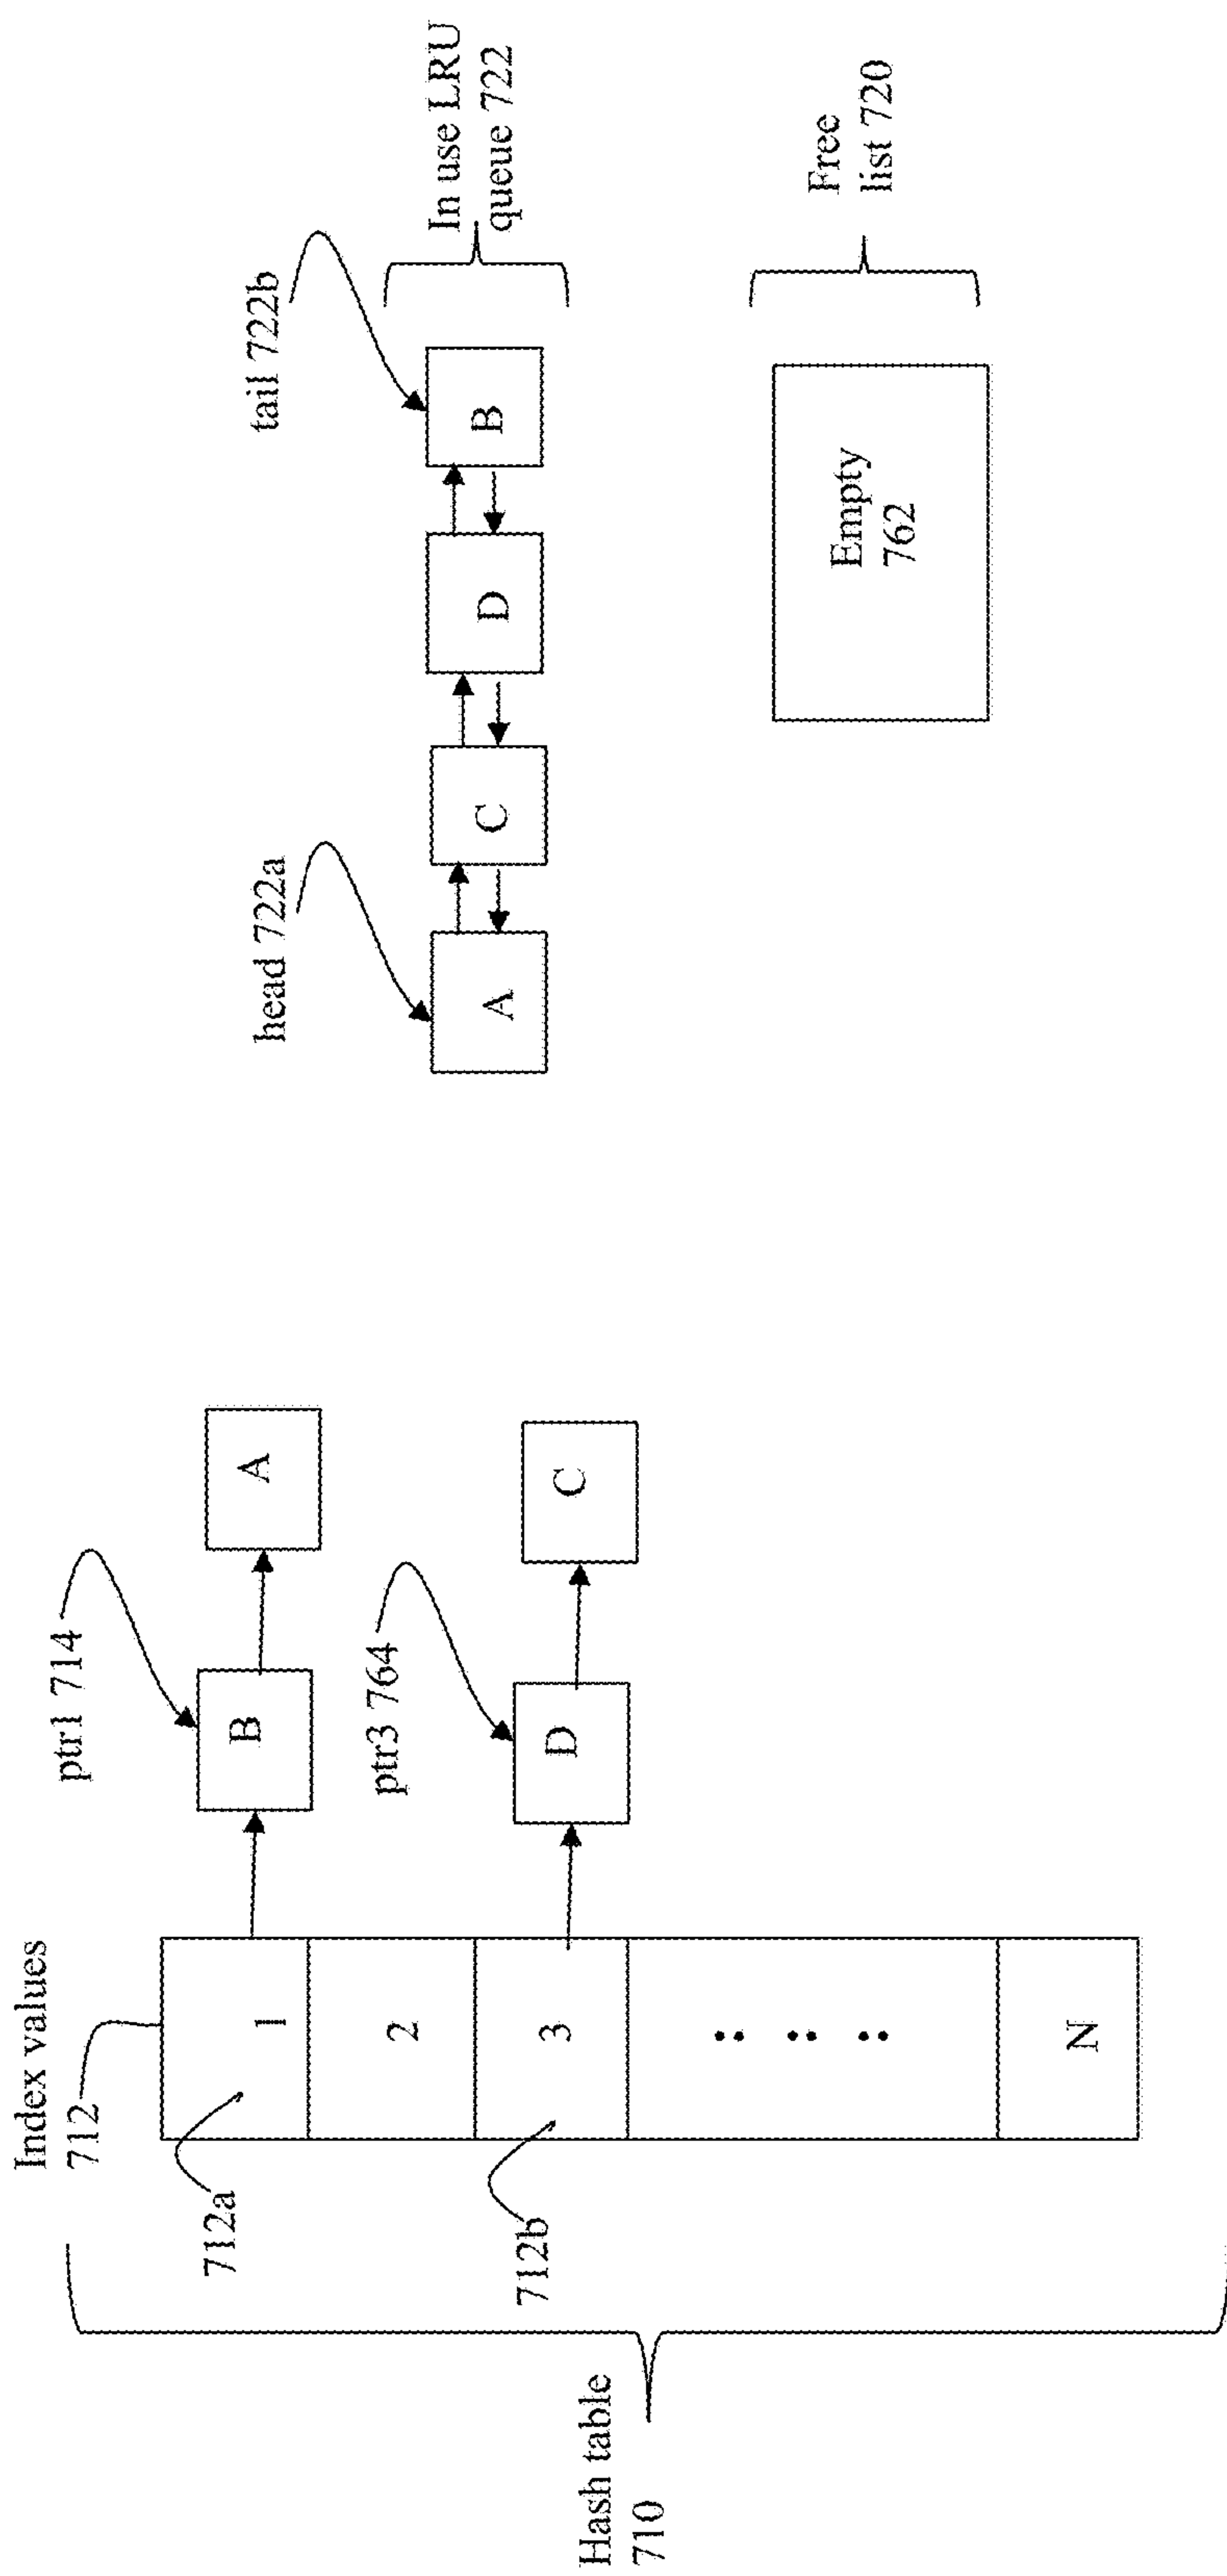 Index values
712
ptr1 714
712a
1
B
A
2
ptr3 764
712b
3
D
C
N
Hash table
710
head 722a
tail 722b
In use LRU
queue 722
A
C
D
B
Free
list 720
Empty
762